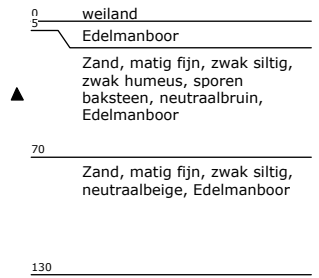 0 weiland
5 Edelmanboor
Zand, matig fijn, zwak siltig,
zwak humeus, sporen
baksteen, neutraalbruin,
Edelmanboor
70
Zand, matig fijn, zwak siltig,
neutraalbeige, Edelmanboor
130